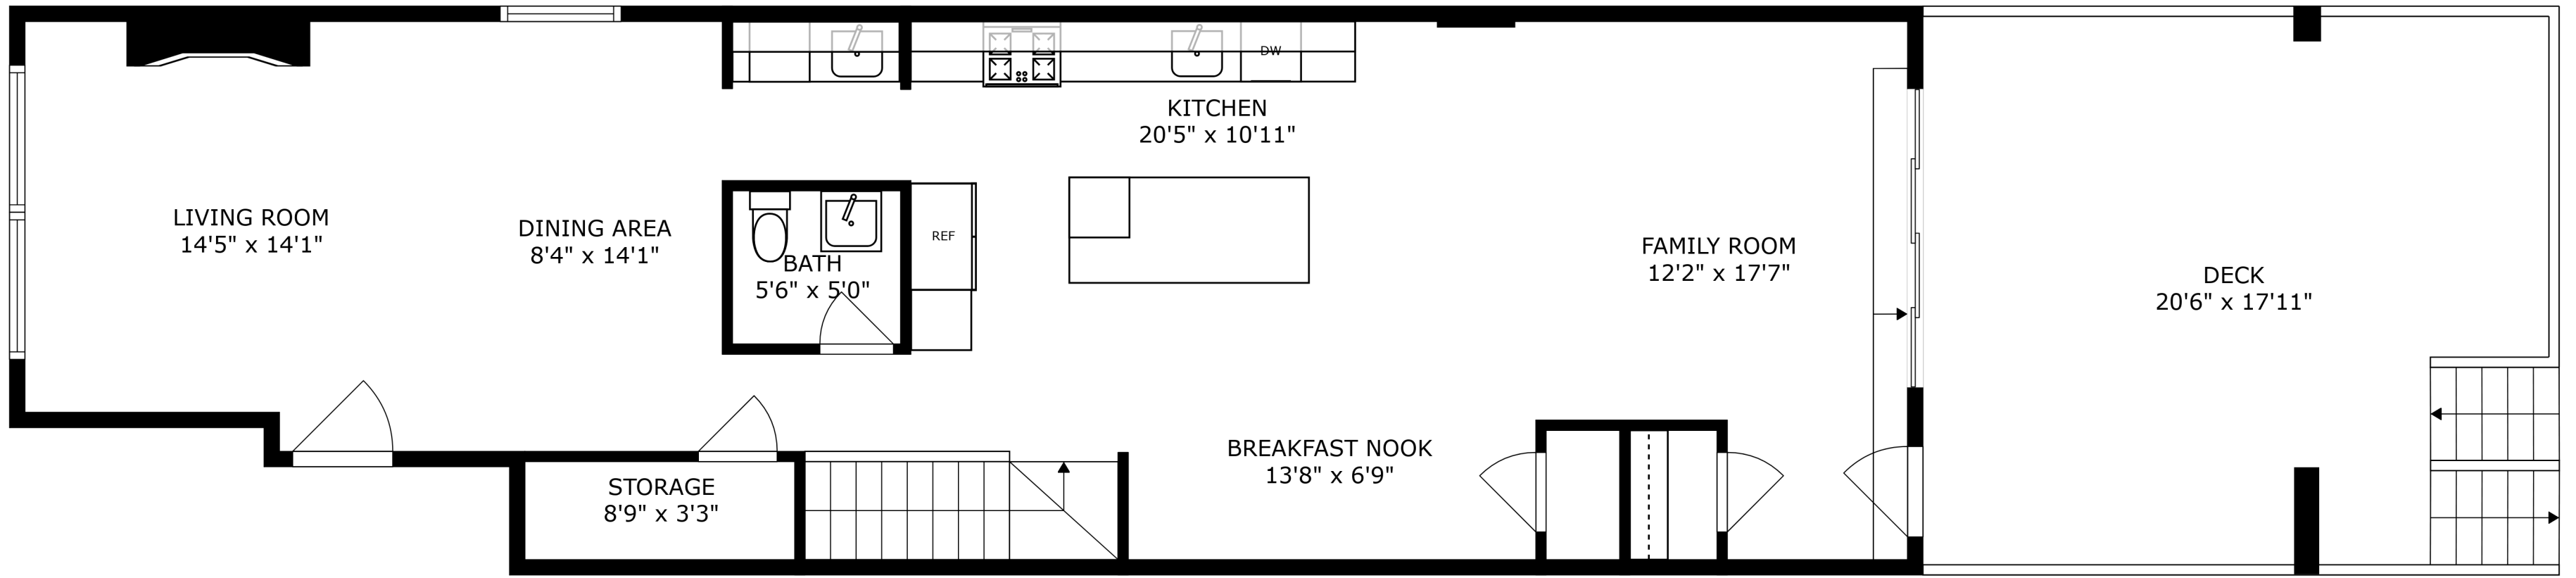 DW
KITCHEN
20'5" x 10'11"
LIVING ROOM
14'5" x 14'1"
DINING AREA
8'4" x 14'1"
REF
BATH
5'6" x 5'0"
FAMILY ROOM
12'2" x 17'7"
DECK
20'6" x 17'11"
BREAKFAST NOOK
13'8" x 6'9"
STORAGE
8'9" x 3'3"